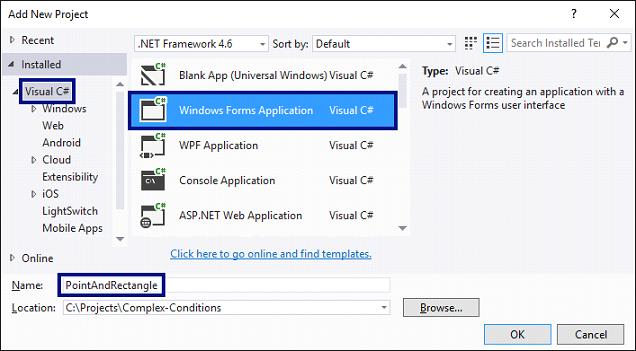 Add New Project
Recent
.NET Framework 4.6 Sort by: Default Search Installed Te
Installed
Visual C#
Windows
Web
Android
Cloud
Extensibility
iOS
LightSwitch
Mobile Apps
Online
Blank App (Universal Windows) Visual C#
Windows Forms Application Visual C#
WPF Application Visual C#
Console Application Visual C#
ASP.NET Web Application Visual C#
Click here to go online and find templates.
Type: Visual C#
A project for creating an application with a
Windows Forms user interface
Name: PointAndRectangle
Location: C:\Projects\Complex-Conditions Browse...
OK Cancel